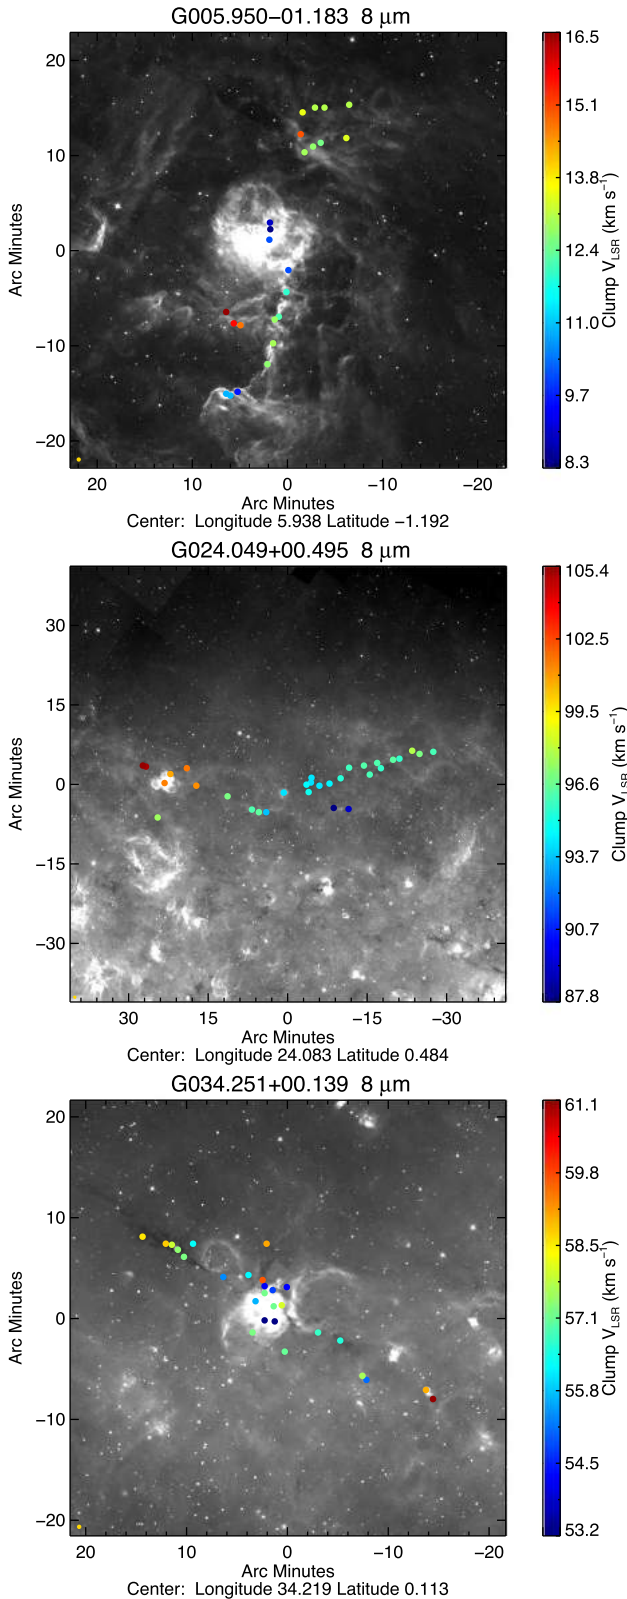 G005.950−01.183 8 μm
20
10
0
−10
−20
Arc Minutes
20 10 0 −10 −20
Arc Minutes
Center: Longitude 5.938 Latitude −1.192
16.5
15.1
13.8
12.4
11.0
9.7
8.3
Clump VLSR (km s−1)
G024.049+00.495 8 μm
30
15
0
−15
−30
Arc Minutes
30 15 0 −15 −30
Arc Minutes
Center: Longitude 24.083 Latitude 0.484
105.4
102.5
99.5
96.6
93.7
90.7
87.8
Clump VLSR (km s−1)
G034.251+00.139 8 μm
20
10
0
−10
−20
Arc Minutes
20 10 0 −10 −20
Arc Minutes
Center: Longitude 34.219 Latitude 0.113
61.1
59.8
58.5
57.1
55.8
54.5
53.2
Clump VLSR (km s−1)